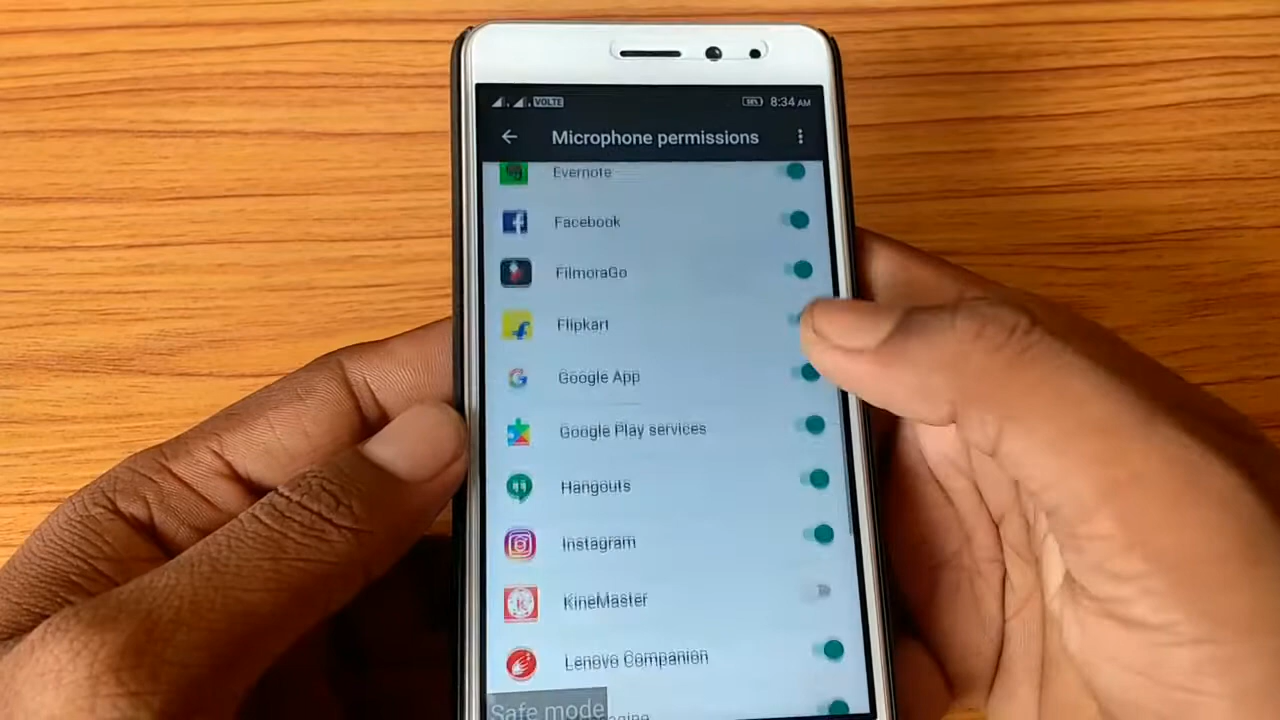 VOLTE 58% 8:34 AM
Microphone permissions
Evernote
Facebook
FilmoraGo
Flipkart
Google App
Google Play services
Hangouts
Instagram
KineMaster
Lenovo Companion
Safe mode